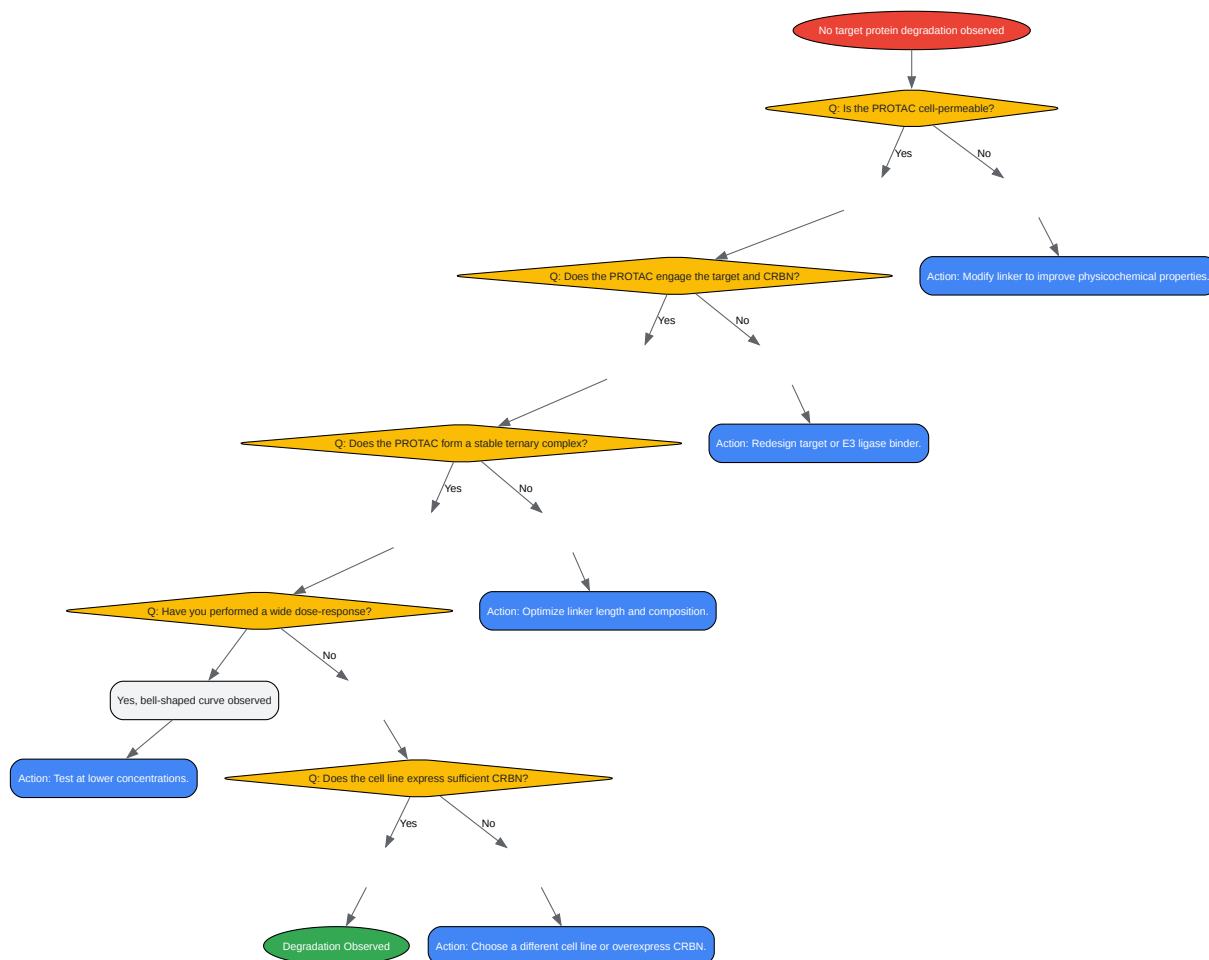 No target protein degradation observed
Q: Is the PROTAC cell-permeable?
Yes
No
Q: Does the PROTAC engage the target and CRBN?
Action: Modify linker to improve physicochemical properties.
Yes
No
Q: Does the PROTAC form a stable ternary complex?
Action: Redesign target or E3 ligase binder.
Yes
No
Q: Have you performed a wide dose-response?
Action: Optimize linker length and composition.
No
Yes, bell-shaped curve observed
Action: Test at lower concentrations.
Q: Does the cell line express sufficient CRBN?
Yes
No
Degradation Observed
Action: Choose a different cell line or overexpress CRBN.